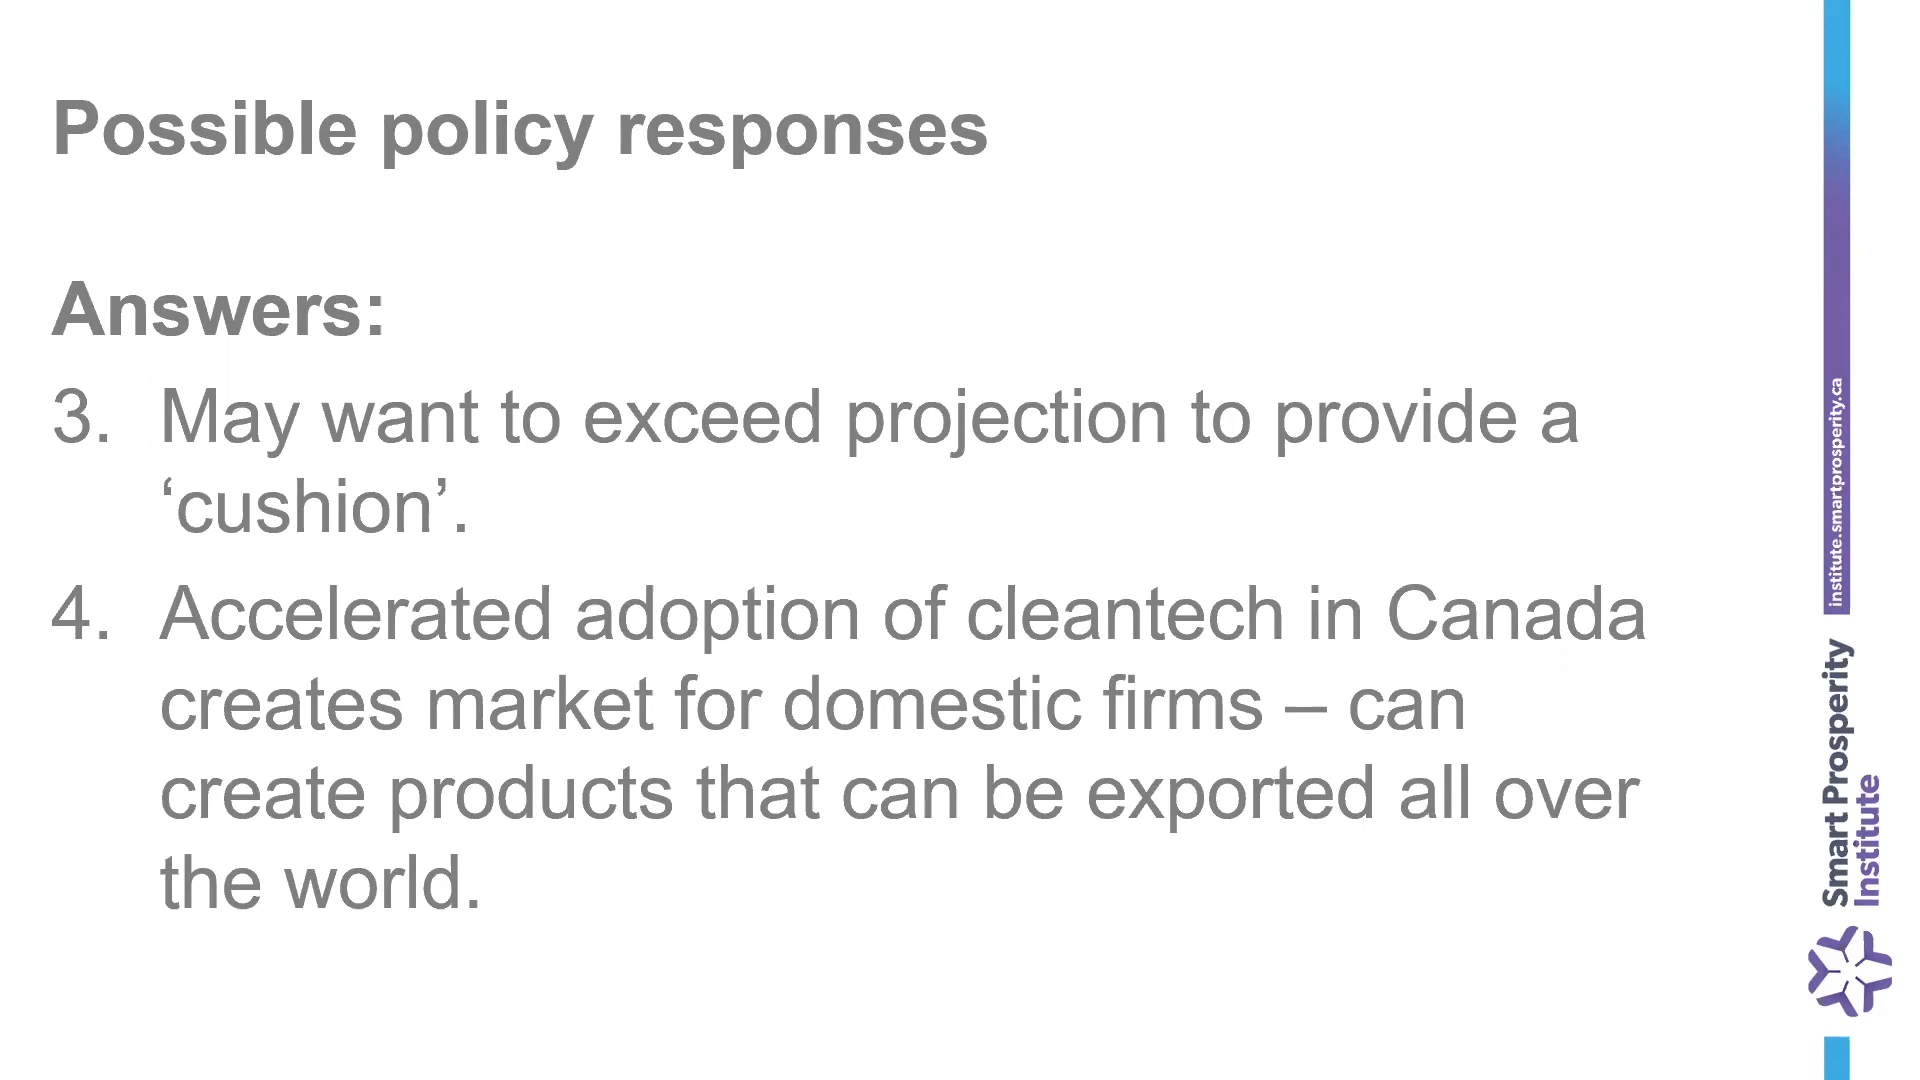 Possible policy responses
Answers:
3. May want to exceed projection to provide a
‘cushion’.
4. Accelerated adoption of cleantech in Canada
creates market for domestic firms – can
create products that can be exported all over
the world.
institute.smartprosperity.ca
Smart Prosperity
Institute